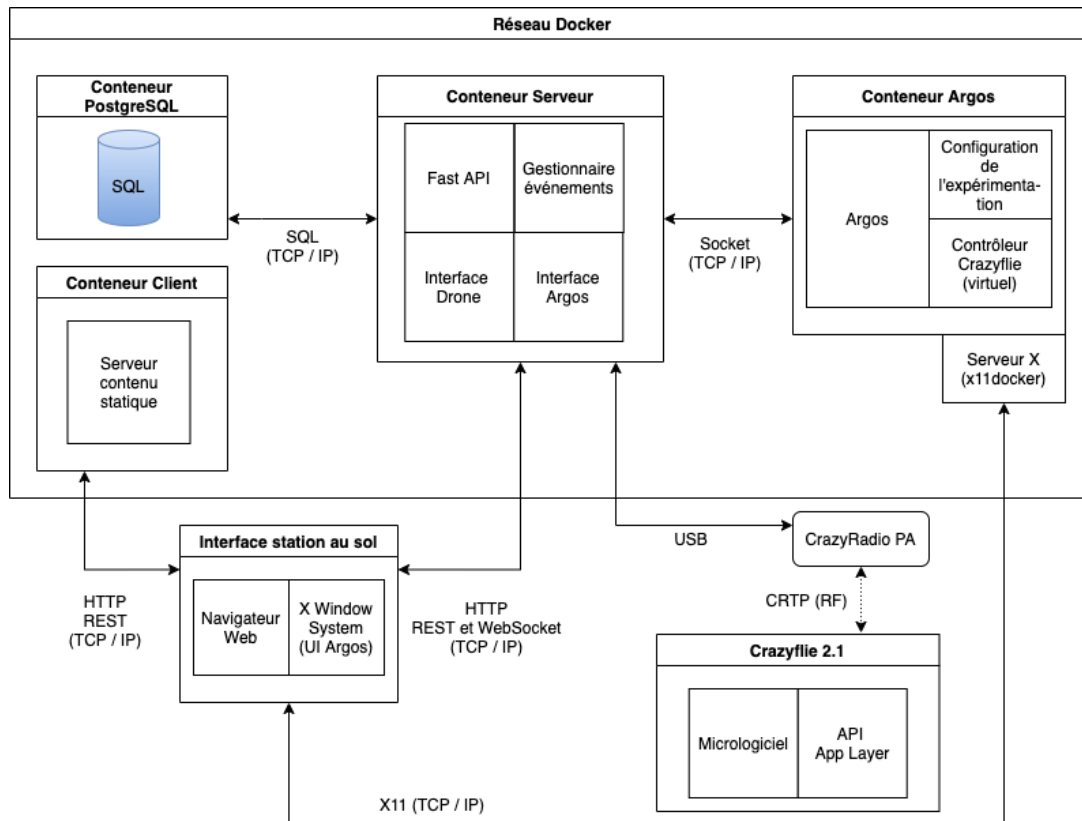 Réseau Docker
Conteneur
PostgreSQL
SQL
SQL
(TCP / IP)
Conteneur Serveur
Fast API
Gestionnaire
événements
Interface
Drone
Interface
Argos
Socket
(TCP / IP)
Conteneur Argos
Argos
Configuration
de
l'expérimenta-
tion
Contrôleur
Crazyflie
(virtuel)
Serveur X
(x11docker)
Conteneur Client
Serveur
contenu
statique
HTTP
REST
(TCP / IP)
Interface station au sol
Navigateur
Web
X Window
System
(UI Argos)
HTTP
REST et WebSocket
(TCP / IP)
USB
CrazyRadio PA
CRTP (RF)
Crazyflie 2.1
Micrologiciel
API
App Layer
X11 (TCP / IP)